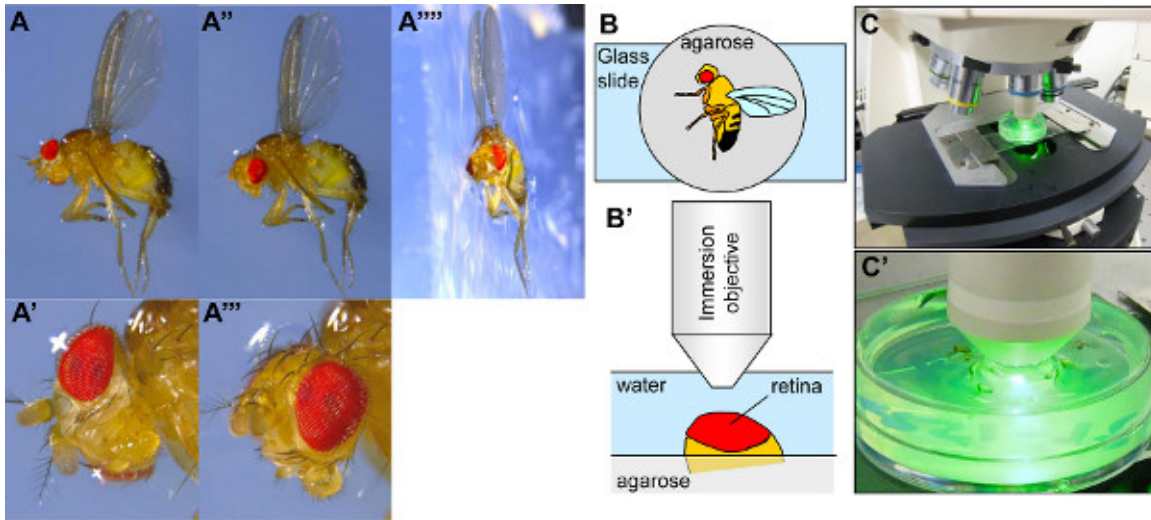 A
A''
A''''
A'
A'''
B
agarose
Glass
slide
B'
Immersion
objective
water
retina
agarose
C
C'